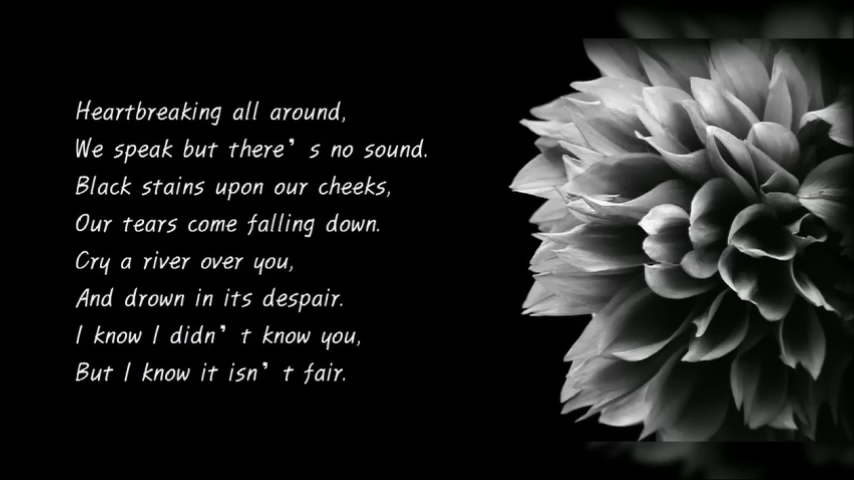 Heartbreaking all around,
We speak but there’s no sound.
Black stains upon our cheeks,
Our tears come falling down.
Cry a river over you,
And drown in its despair.
I know I didn’t know you,
But I know it isn’t fair.